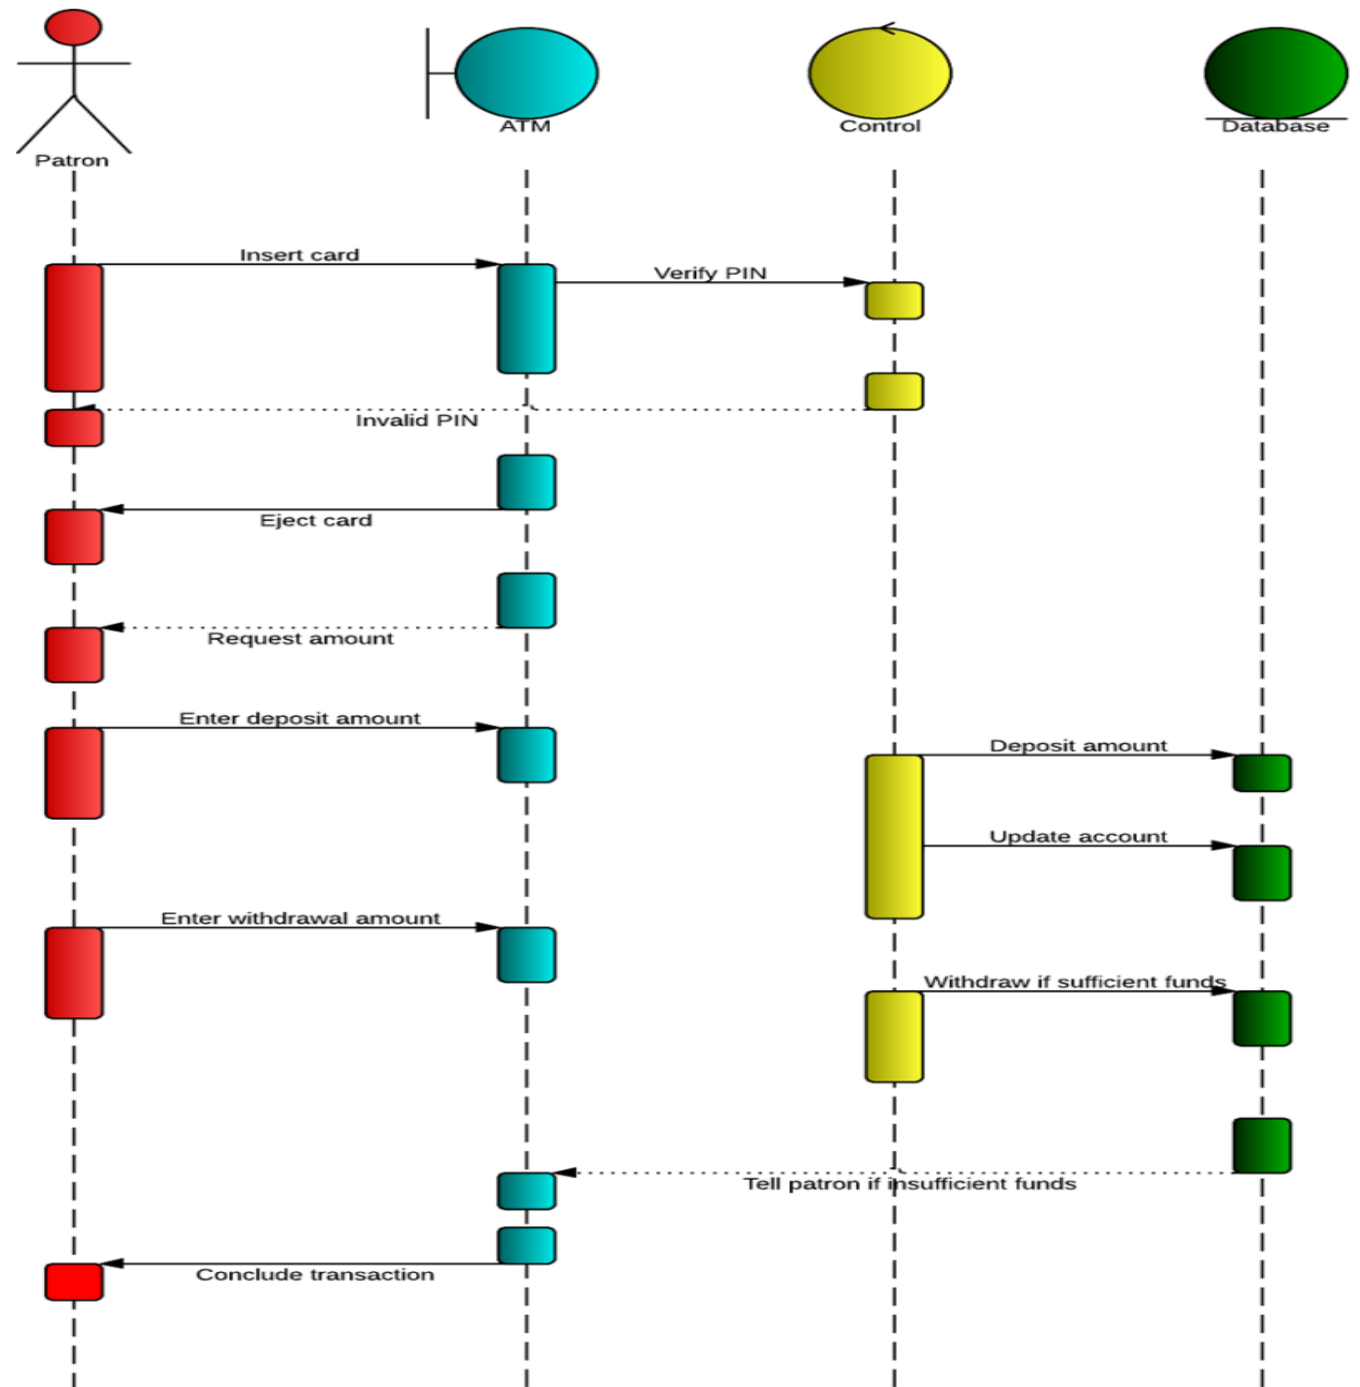 Patron
ATM
Control
Database
Insert card
Verify PIN
Invalid PIN
Eject card
Request amount
Enter deposit amount
Deposit amount
Update account
Enter withdrawal amount
Withdraw if sufficient funds
Tell patron if insufficient funds
Conclude transaction